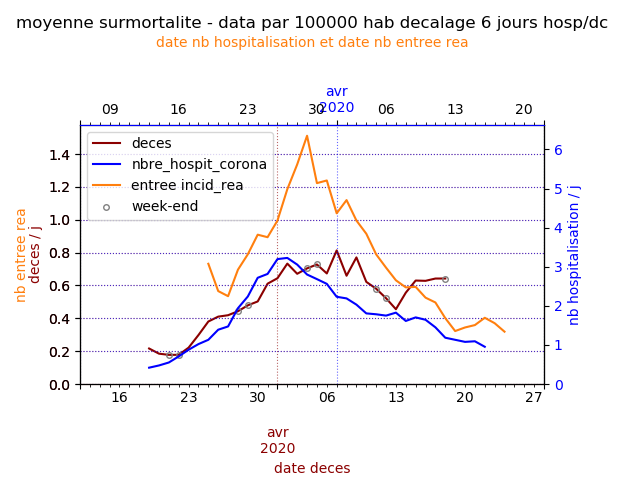 moyenne surmortalite - data par 100000 hab decalage 6 jours hosp/dc
date nb hospitalisation et date nb entree rea
avr
2020
09 16 23 30 06 13 20
deces
nbre_hospit_corona
entree incid_rea
week-end
1.4
1.2
1.0
0.8
0.6
0.4
0.2
0.0
nb entree rea
deces / j
6
5
4
3
2
1
0
nb hospitalisation / j
16 23 30 06 13 20 27
avr
2020
date deces